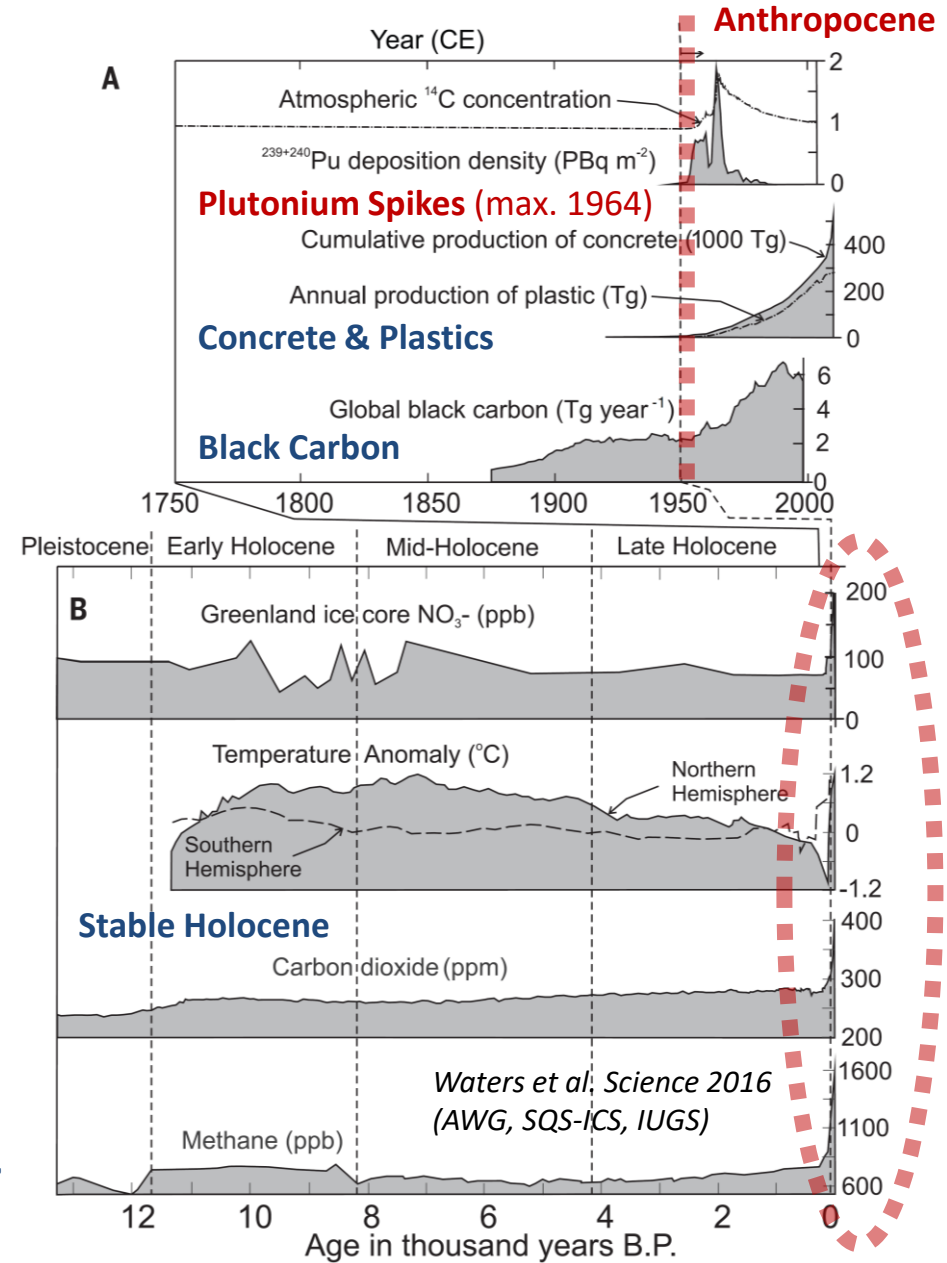 Anthropocene
Year (CE)
A
2
Atmospheric ¹⁴C concentration
1
²³⁹⁺²⁴⁰Pu deposition density (PBq m⁻²)
0
Plutonium Spikes (max. 1964)
Cumulative production of concrete (1000 Tg)
400
Annual production of plastic (Tg)
200
Concrete & Plastics
0
6
Global black carbon (Tg year⁻¹)
4
Black Carbon
2
0
1750 1800 1850 1900 1950 2000
Pleistocene Early Holocene Mid-Holocene Late Holocene
B
200
Greenland ice core NO₃- (ppb)
100
0
Temperature Anomaly (°C)
Northern
Hemisphere
1.2
Southern
Hemisphere
0
-1.2
Stable Holocene
400
Carbon dioxide (ppm)
300
200
Waters et al. Science 2016
(AWG, SQS-ICS, IUGS)
1600
1100
Methane (ppb)
600
12 10 8 6 4 2 0
Age in thousand years B.P.